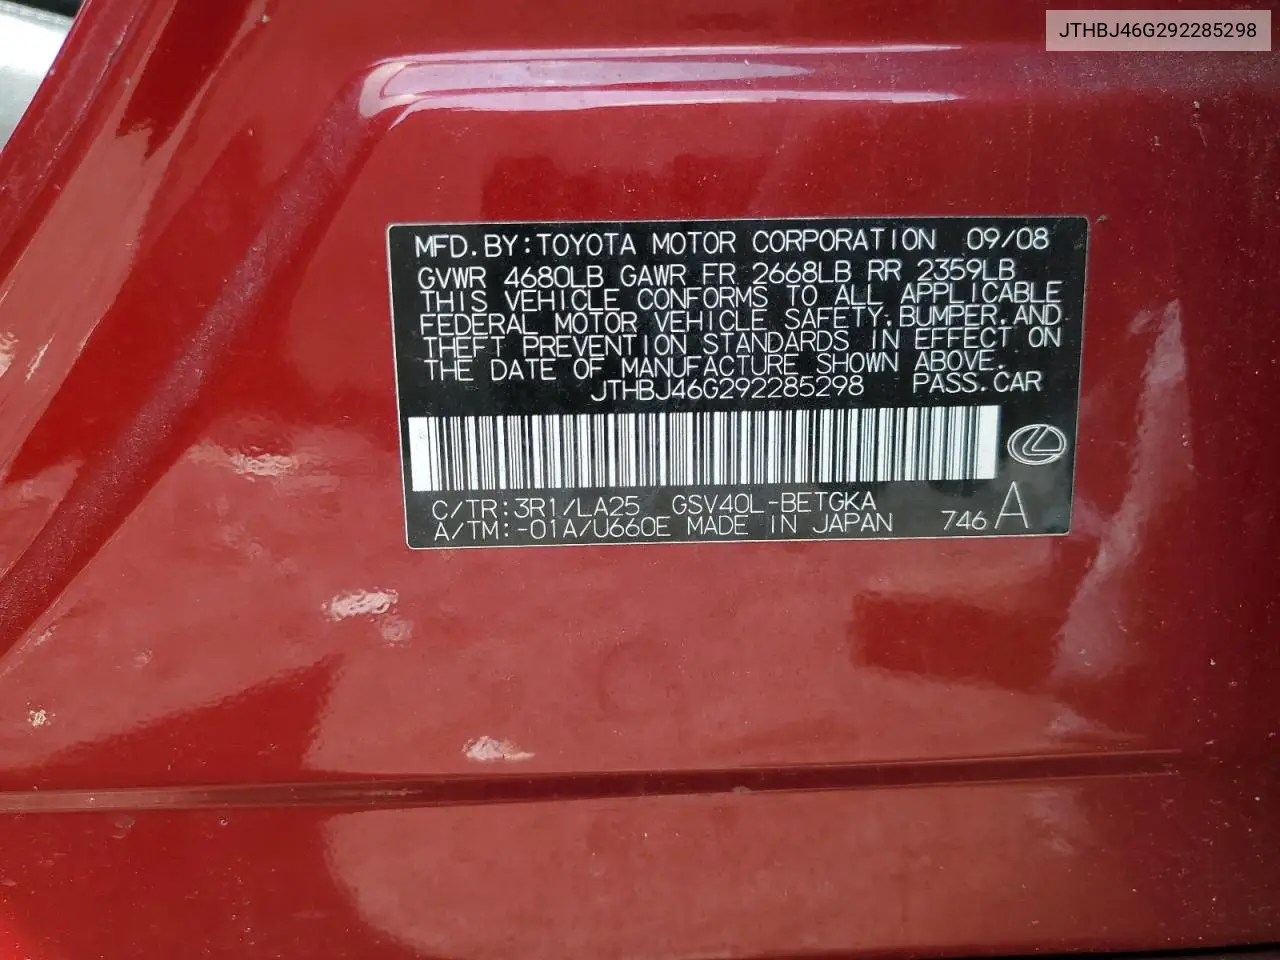 JTHBJ46G292285298
MFD.BY:TOYOTA MOTOR CORPORATION 09/08
GVWR 4680LB GAWR FR 2668LB RR 2359LB
THIS VEHICLE CONFORMS TO ALL APPLICABLE
FEDERAL MOTOR VEHICLE SAFETY,BUMPER,AND
THEFT PREVENTION STANDARDS IN EFFECT ON
THE DATE OF MANUFACTURE SHOWN ABOVE.
JTHBJ46G292285298 PASS.CAR
C/TR:3R1/LA25 GSV40L-BETGKA
A/TM:-01A/U660E MADE IN JAPAN 746 A